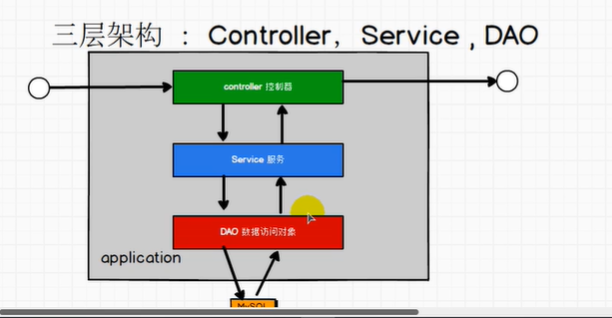 三层架构 : Controller, Service , DAO
controller 控制器
Service 服务
DAO 数据访问对象
application
MySQL